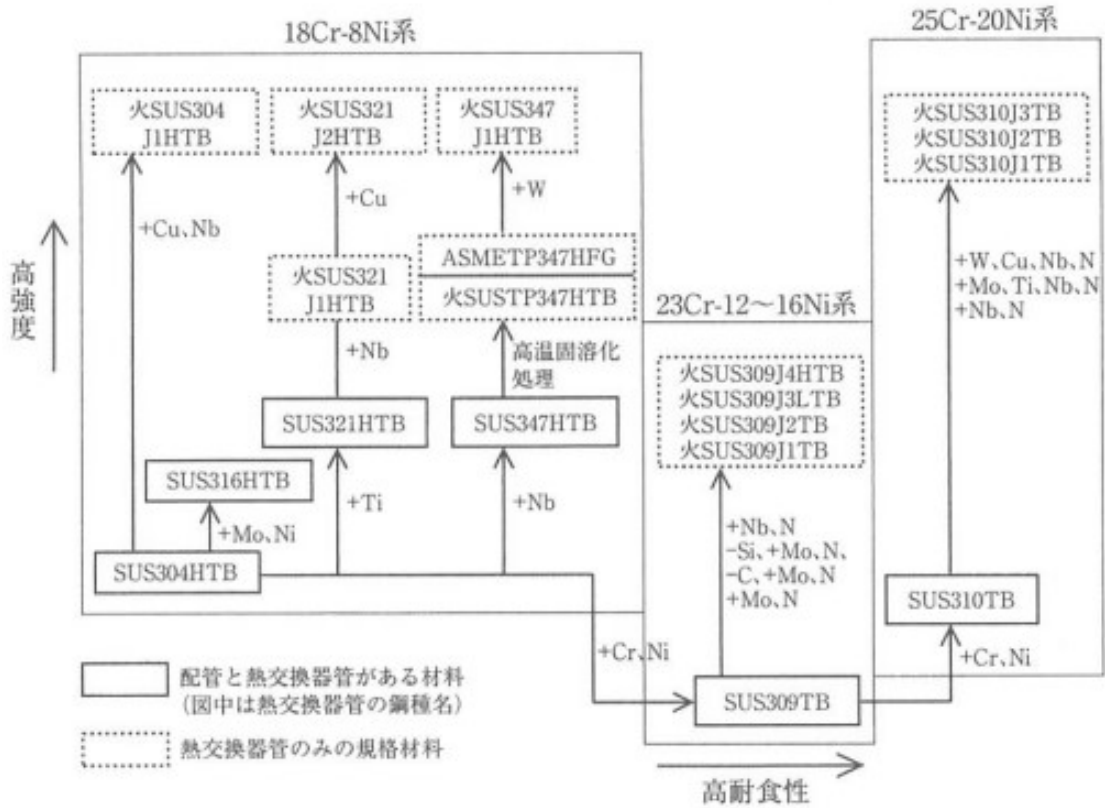 18Cr-8Ni系
25Cr-20Ni系
火SUS304
J1HTB
火SUS321
J2HTB
火SUS347
J1HTB
火SUS310J3TB
火SUS310J2TB
火SUS310J1TB
+Cu、Nb
+Cu
+W
高強度
火SUS321
J1HTB
ASMETP347HFG
火SUSTP347HTB
+W、Cu、Nb、N
+Mo、Ti、Nb、N
+Nb、N
23Cr-12〜16Ni系
+Nb
高温固溶化
処理
火SUS309J4HTB
火SUS309J3LTB
火SUS309J2TB
火SUS309J1TB
SUS321HTB
SUS347HTB
SUS316HTB
+Ti
+Nb
+Mo、Ni
+Nb、N
-Si、+Mo、N、
-C、+Mo、N
+Mo、N
SUS304HTB
SUS310TB
+Cr、Ni
+Cr、Ni
SUS309TB
配管と熱交換器管がある材料
(図中は熱交換器管の鋼種名)
熱交換器管のみの規格材料
高耐食性